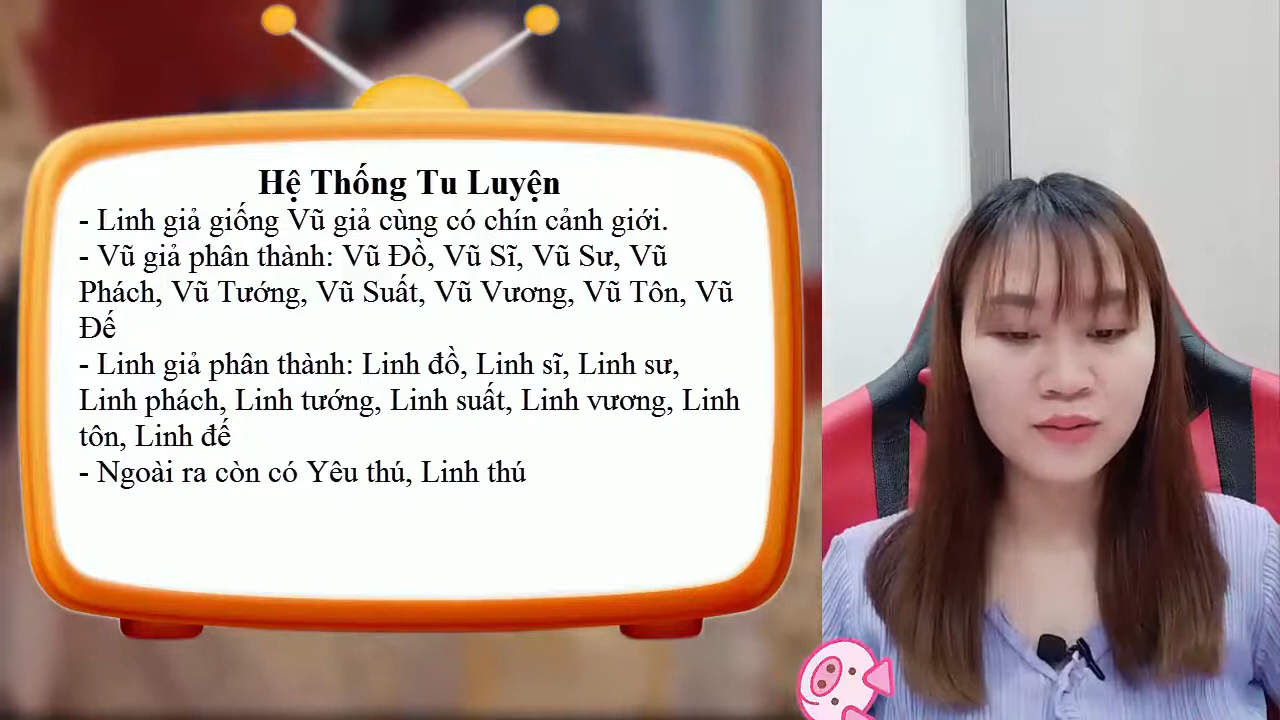 Hệ Thống Tu Luyện
- Linh giả giống Vũ giả cùng có chín cảnh giới.
- Vũ giả phân thành: Vũ Đồ, Vũ Sĩ, Vũ Sư, Vũ
Phách, Vũ Tướng, Vũ Suất, Vũ Vương, Vũ Tôn, Vũ
Đế
- Linh giả phân thành: Linh đồ, Linh sĩ, Linh sư,
Linh phách, Linh tướng, Linh suất, Linh vương, Linh
tôn, Linh đế
- Ngoài ra còn có Yêu thú, Linh thú